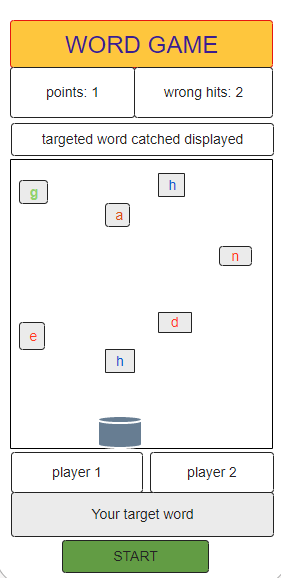 WORD GAME
points: 1 wrong hits: 2
targeted word catched displayed
h
g
a
n
d
e
h
player 1 player 2
Your target word
START